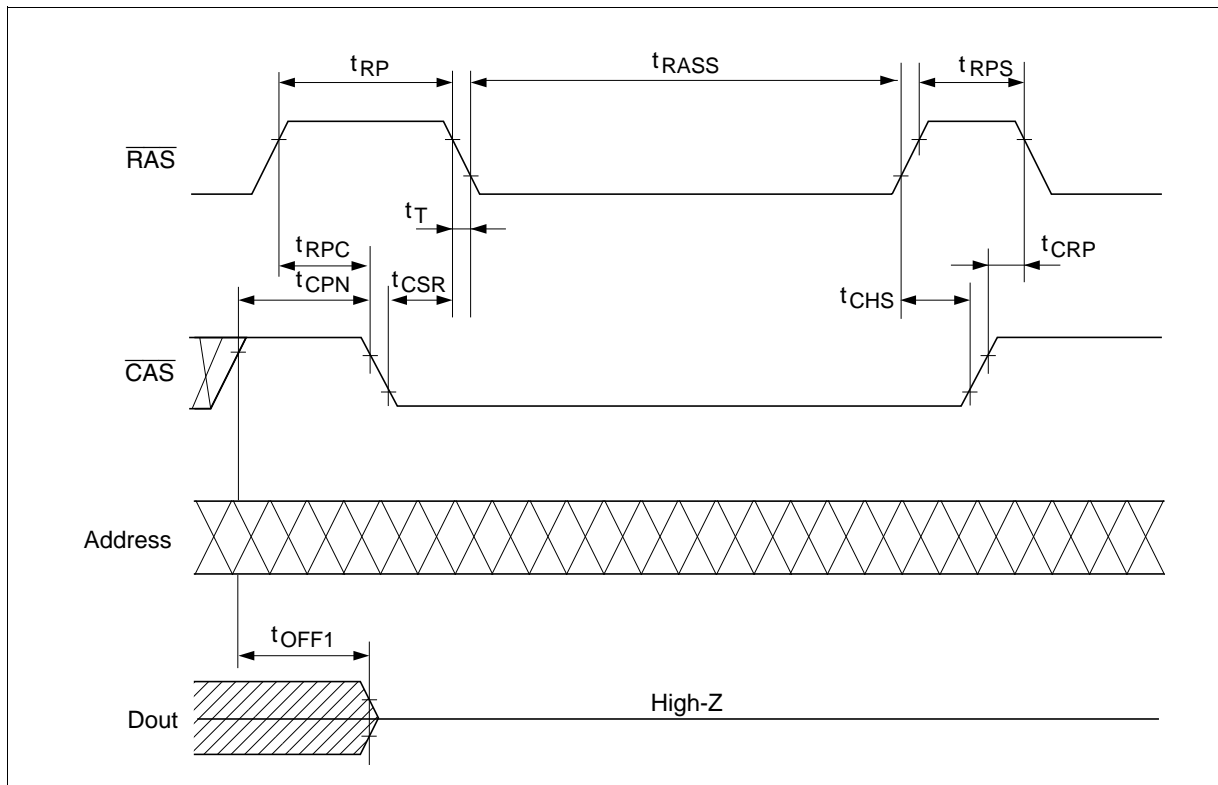 tRP
tRASS
tRPS
RAS
tT
tRPC
tCRP
tCPN
tCSR
tCHS
CAS
Address
tOFF1
High-Z
Dout